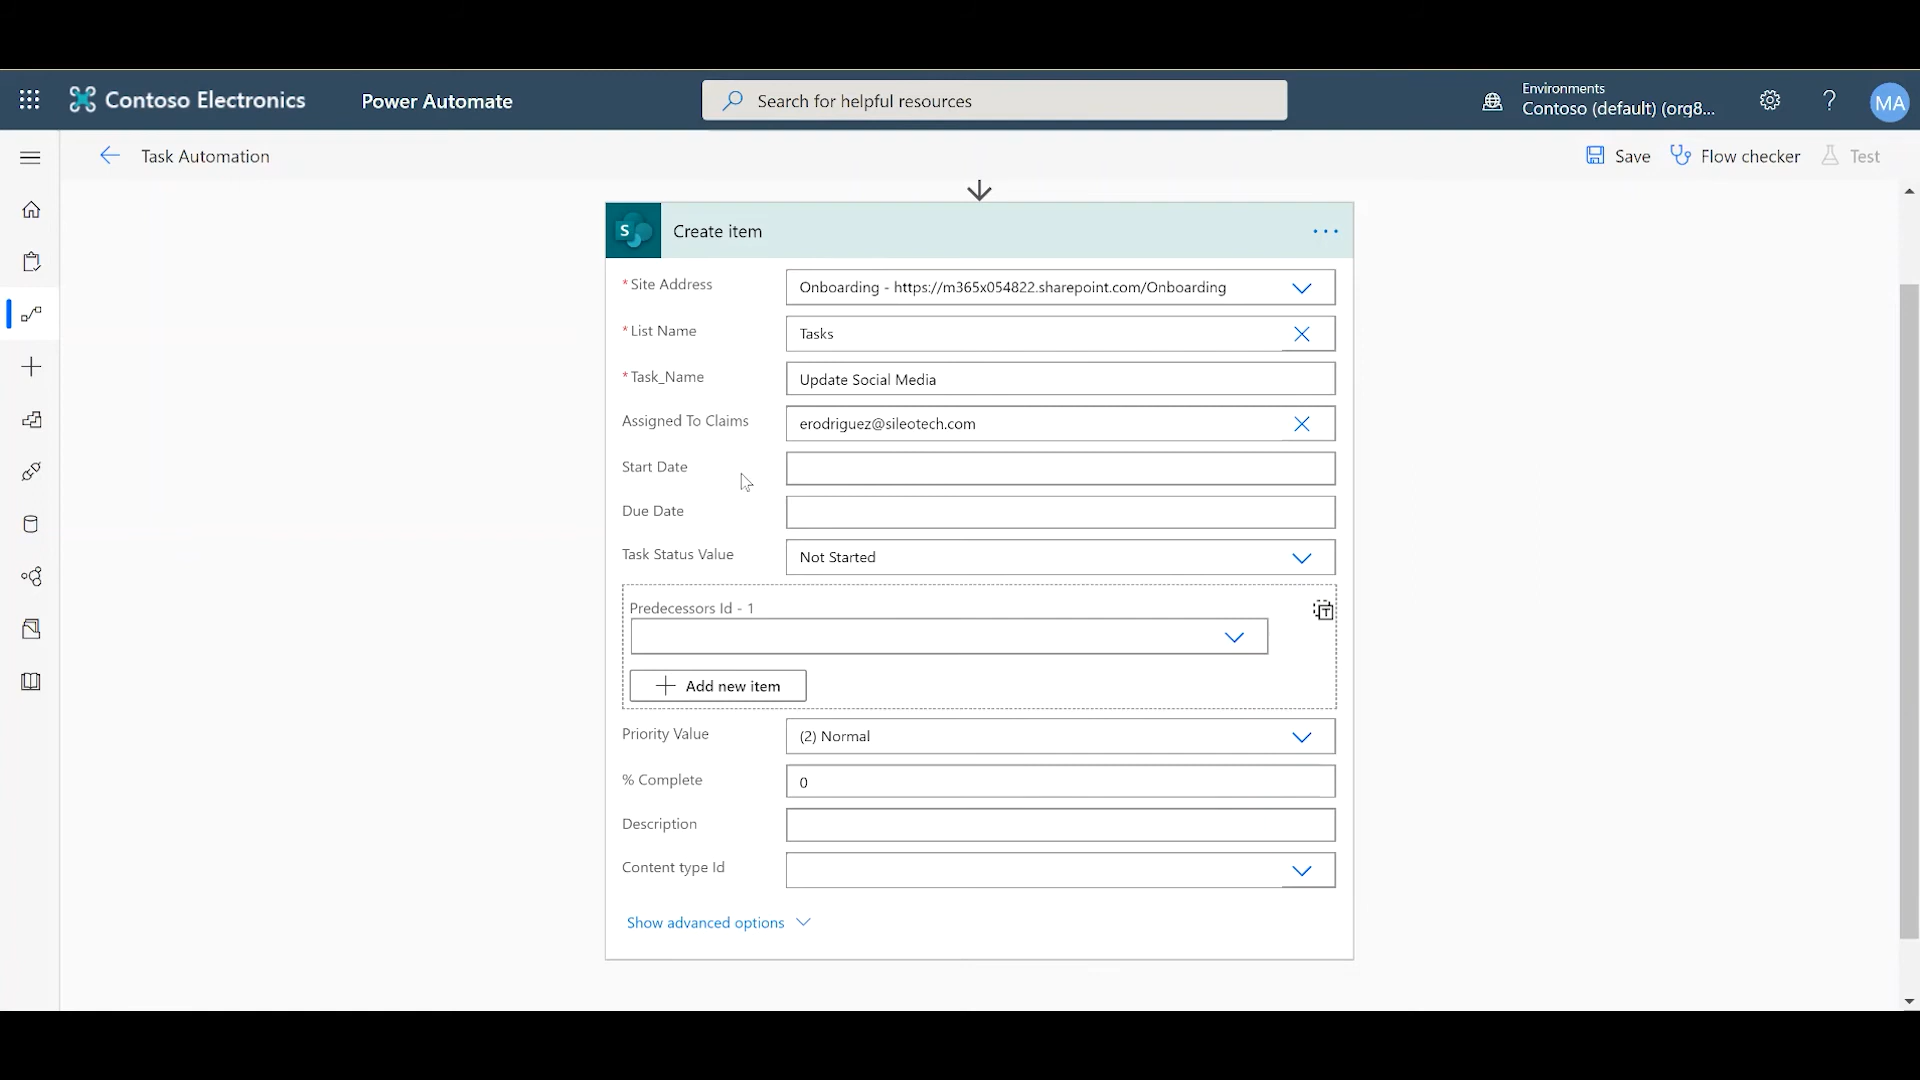 Contoso Electronics
Power Automate
Search for helpful resources
Environments
Contoso (default) (org8...
?
MA
Task Automation
Save
Flow checker
Test
S
Create item
* Site Address
Onboarding - https://m365x054822.sharepoint.com/Onboarding
* List Name
Tasks
* Task_Name
Update Social Media
Assigned To Claims
erodriguez@sileotech.com
Start Date
Due Date
Task Status Value
Not Started
Predecessors Id - 1
Add new item
Priority Value
(2) Normal
% Complete
0
Description
Content type Id
Show advanced options